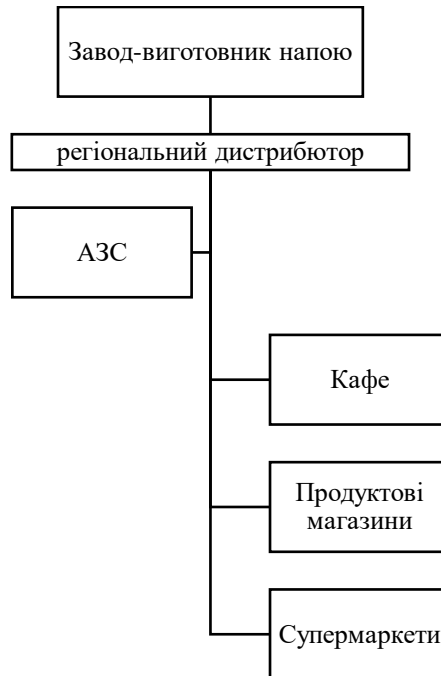 Завод-виготовник напою
регіональний дистрибютор
АЗС
Кафе
Продуктові
магазини
Супермаркети